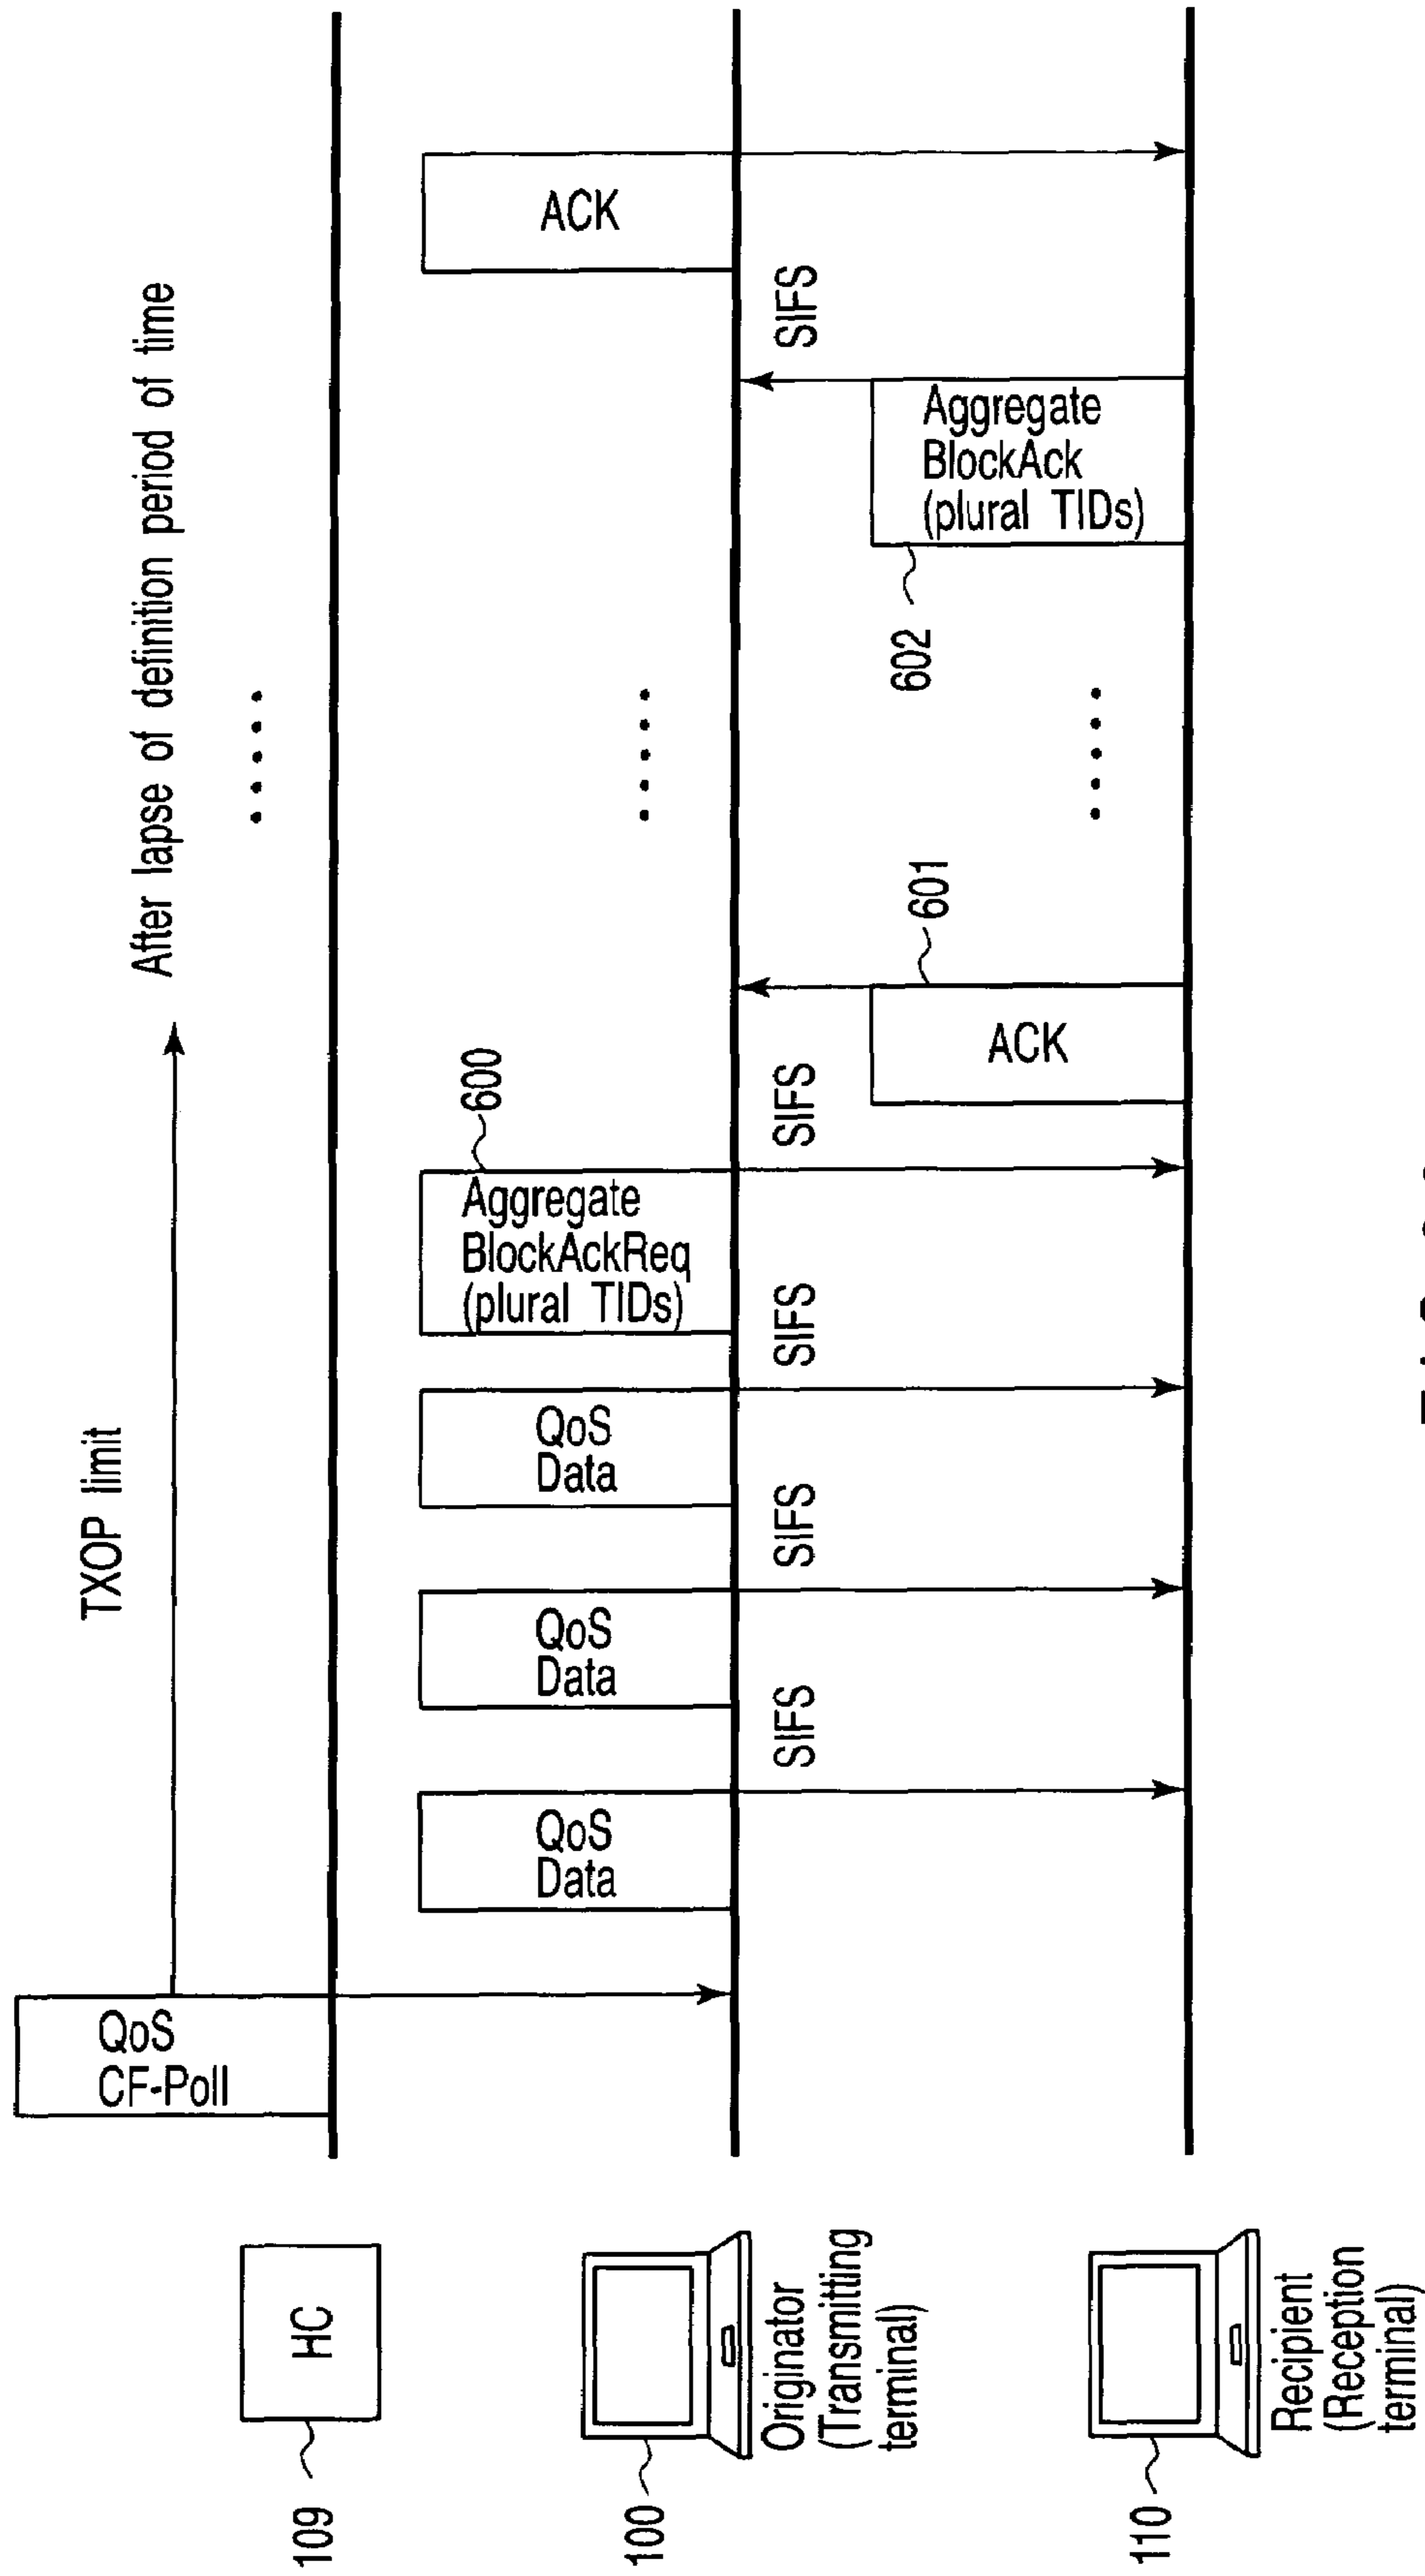 TXOP limit
After lapse of definition period of time
QoS
CF-Poll
109
HC
QoS
Data
QoS
Data
QoS
Data
Aggregate
BlockAckReq
(plural TIDs)
600
ACK
100
Originator
(Transmitting
terminal)
SIFS
SIFS
SIFS
SIFS
SIFS
ACK
601
602
Aggregate
BlockAck
(plural TIDs)
110
Recipient
(Reception
terminal)